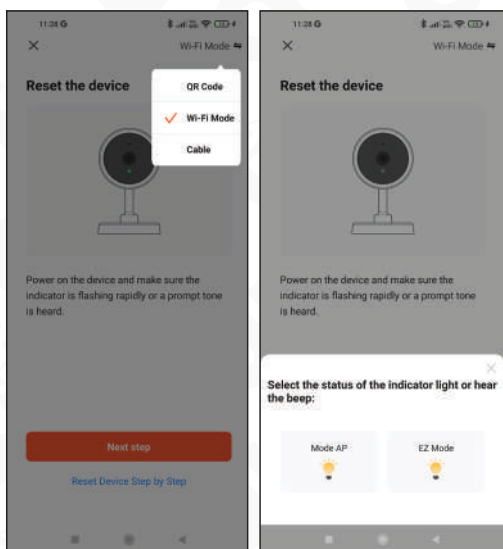 11:28
Wi-Fi Mode
Reset the device
QR Code
Wi-Fi Mode
Cable
Power on the device and make sure the
indicator is flashing rapidly or a prompt tone
is heard.
Next step
Reset Device Step by Step
11:28
Wi-Fi Mode
Reset the device
Power on the device and make sure the
indicator is flashing rapidly or a prompt tone
is heard.
Select the status of the indicator light or hear
the beep:
Mode AP
EZ Mode